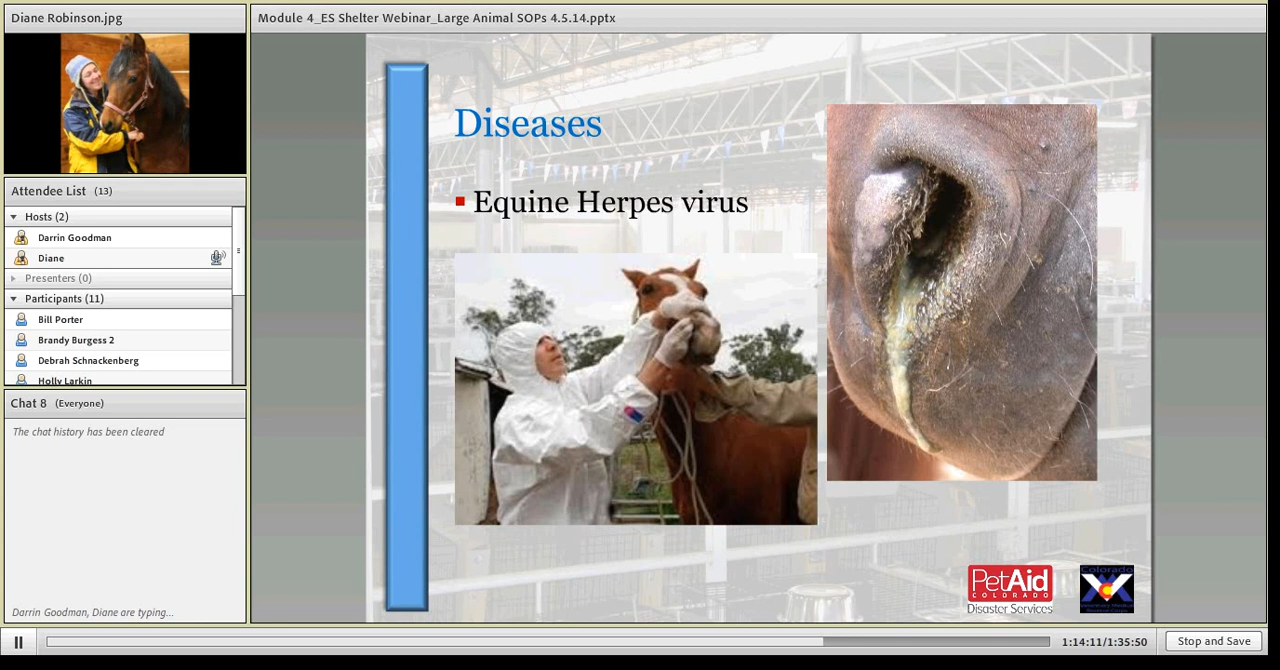 Diane Robinson.jpg
Module 4_ES Shelter Webinar_Large Animal SOPs 4.5.14.pptx
Attendee List (13)
Hosts (2)
Darrin Goodman
Diane
Presenters (0)
Participants (11)
Bill Porter
Brandy Burgess 2
Debrah Schnackenberg
Holly Larkin
Chat 8 (Everyone)
The chat history has been cleared
Darrin Goodman, Diane are typing...
Diseases
Equine Herpes virus
PetAid
COLORADO
Disaster Services
Colorado
1:14:11/1:35:50
Stop and Save